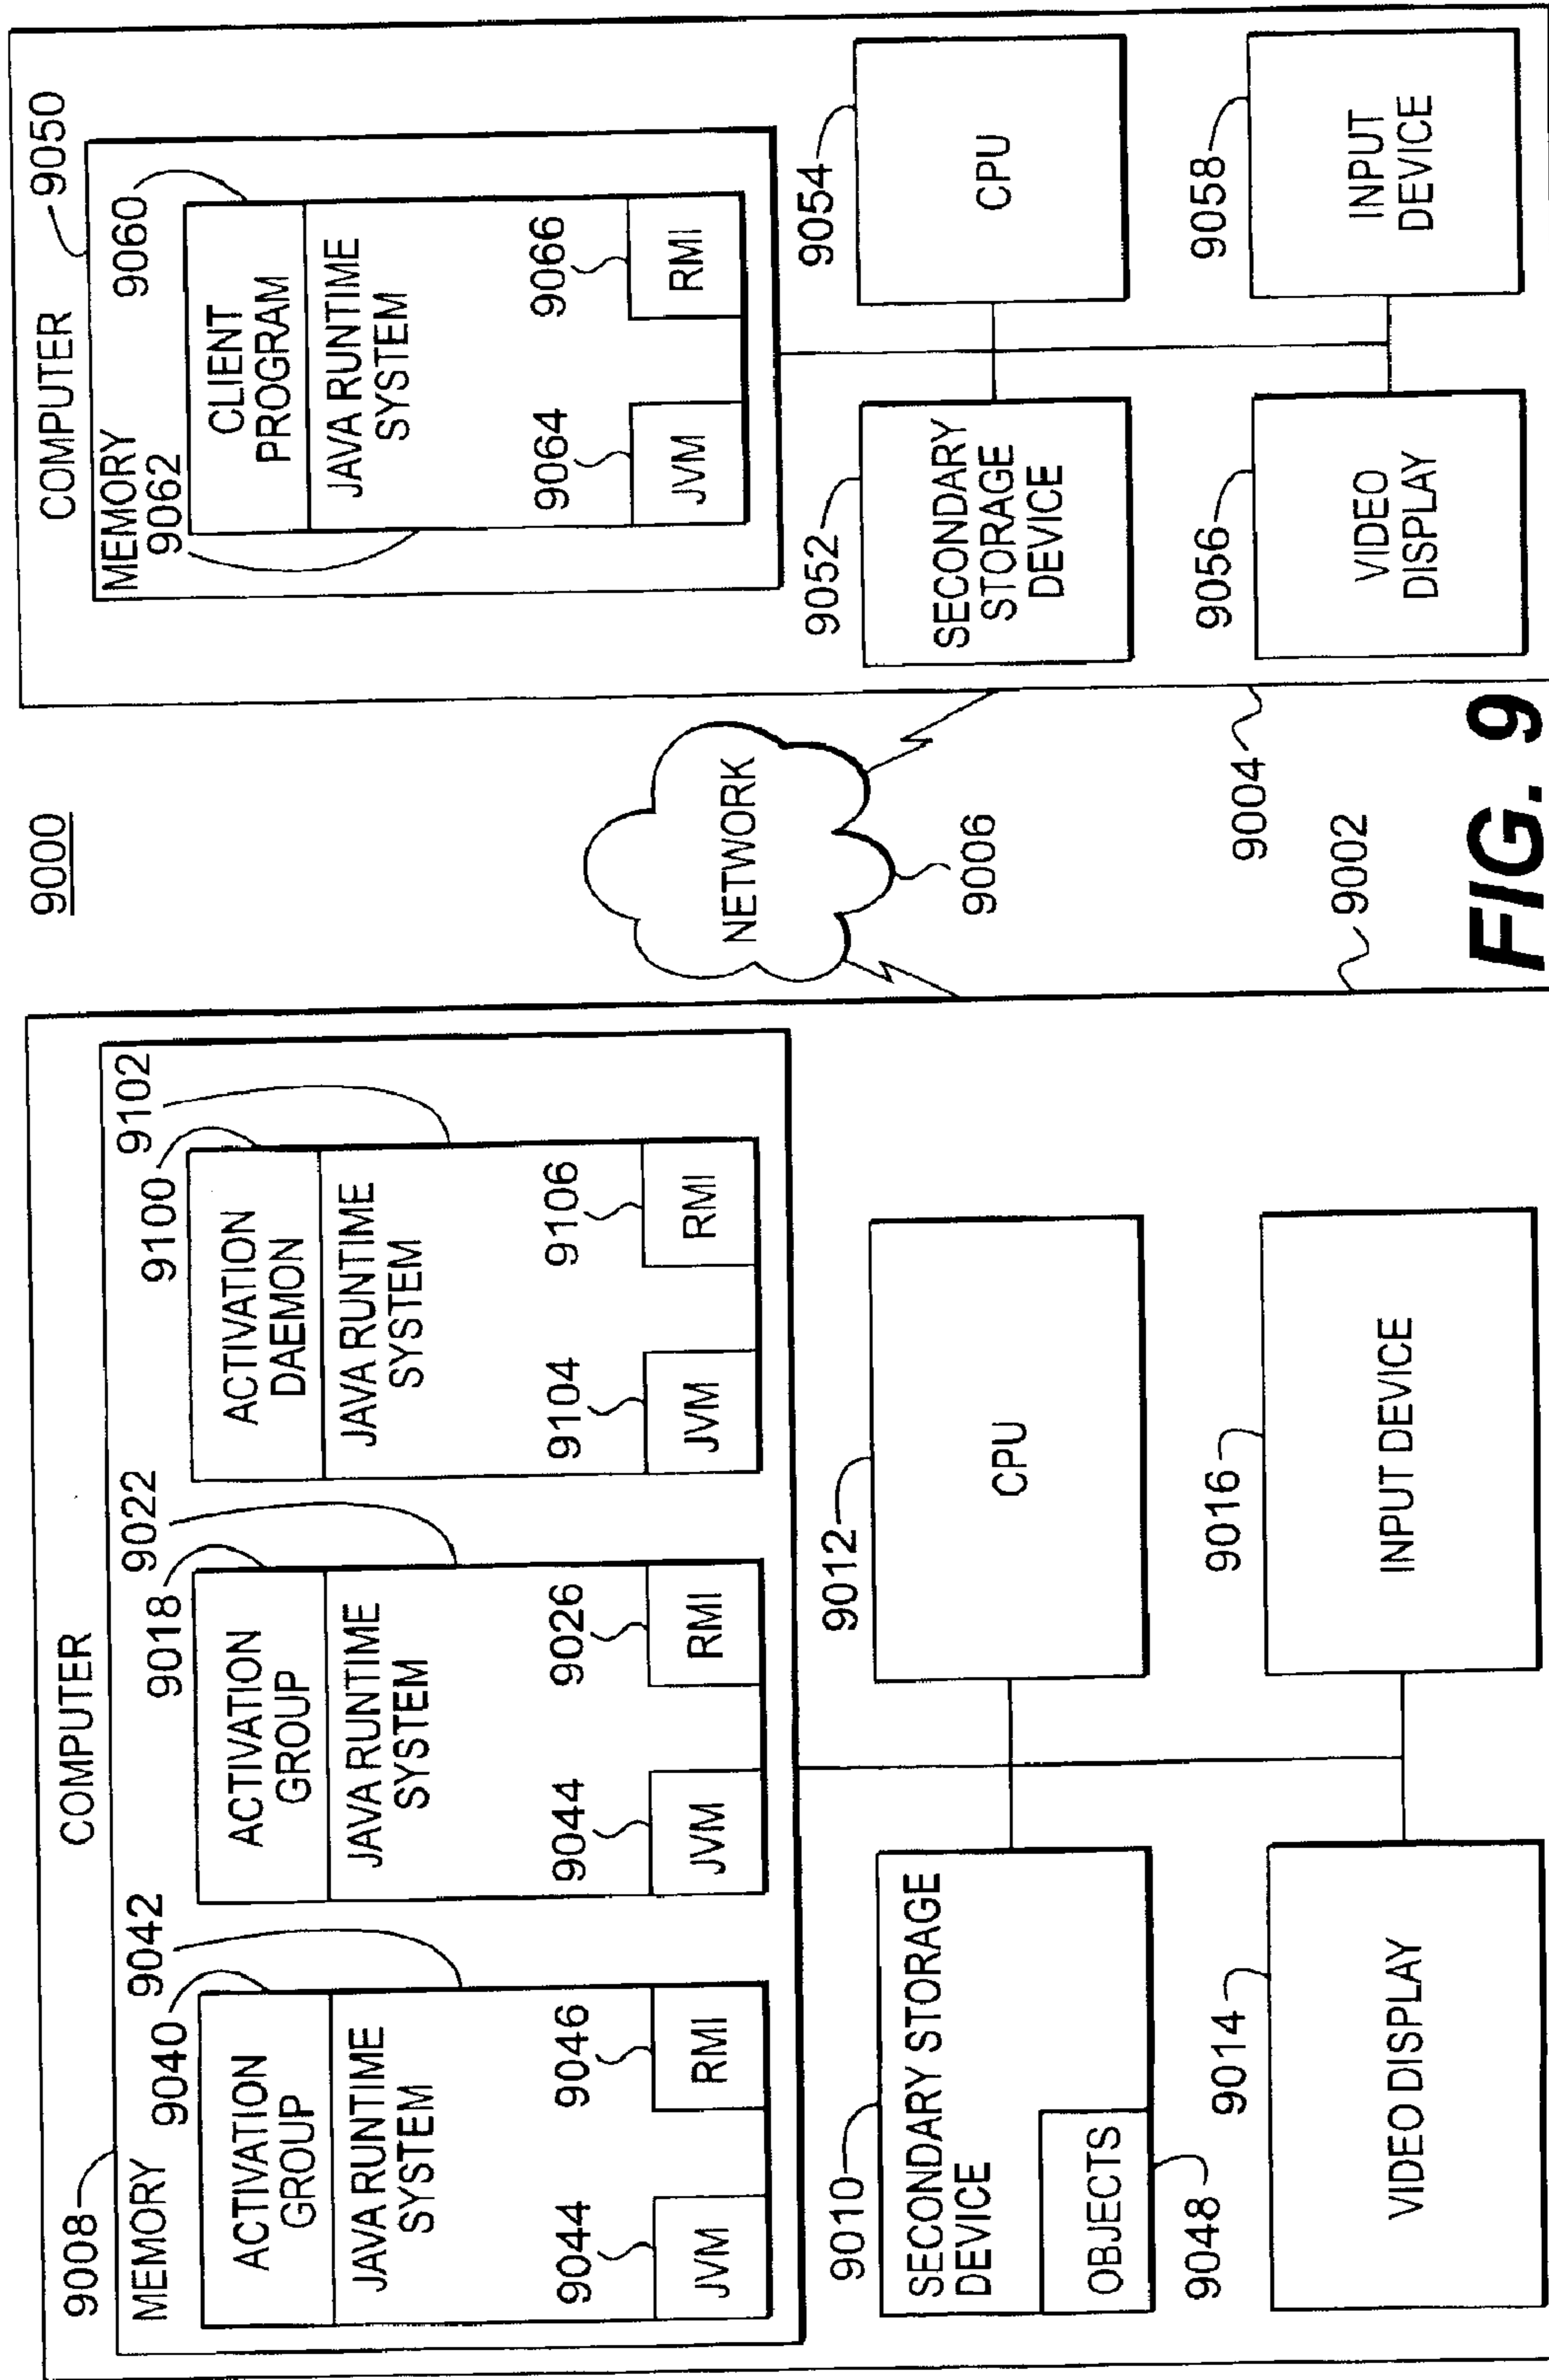 9000
COMPUTER
9008
MEMORY
9040
9042
ACTIVATION
GROUP
JAVA RUNTIME
SYSTEM
9044
JVM
9046
RMI
9018
9022
ACTIVATION
GROUP
JAVA RUNTIME
SYSTEM
9044
JVM
9026
RMI
9100
9102
ACTIVATION
DAEMON
JAVA RUNTIME
SYSTEM
9104
JVM
9106
RMI
9010
SECONDARY STORAGE
DEVICE
OBJECTS
9048
9012
CPU
9014
VIDEO DISPLAY
9016
INPUT DEVICE
NETWORK
9006
9004
9002
COMPUTER
9050
MEMORY
9062
9060
CLIENT
PROGRAM
JAVA RUNTIME
SYSTEM
9064
JVM
9066
RMI
9052
SECONDARY
STORAGE
DEVICE
9054
CPU
9056
VIDEO
DISPLAY
9058
INPUT
DEVICE
FIG. 9